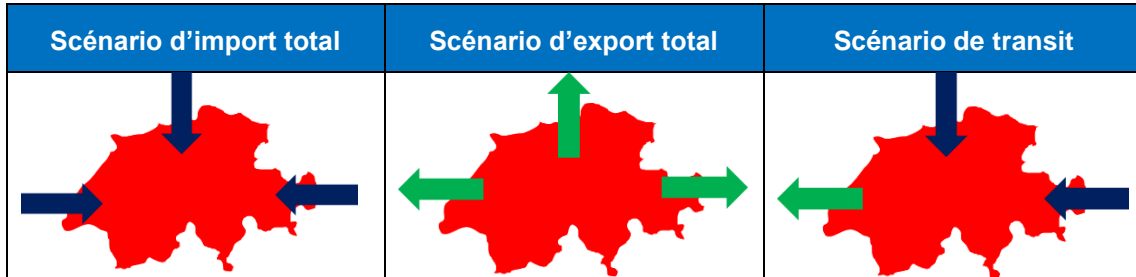 Scénario d’import total
Scénario d’export total
Scénario de transit